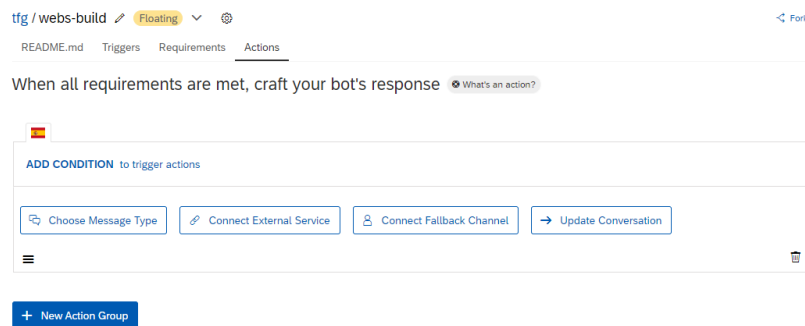 tfg / webs-build Floating
Fork
README.md Triggers Requirements Actions
When all requirements are met, craft your bot's response What's an action?
ADD CONDITION to trigger actions
Choose Message Type Connect External Service Connect Fallback Channel Update Conversation
+ New Action Group